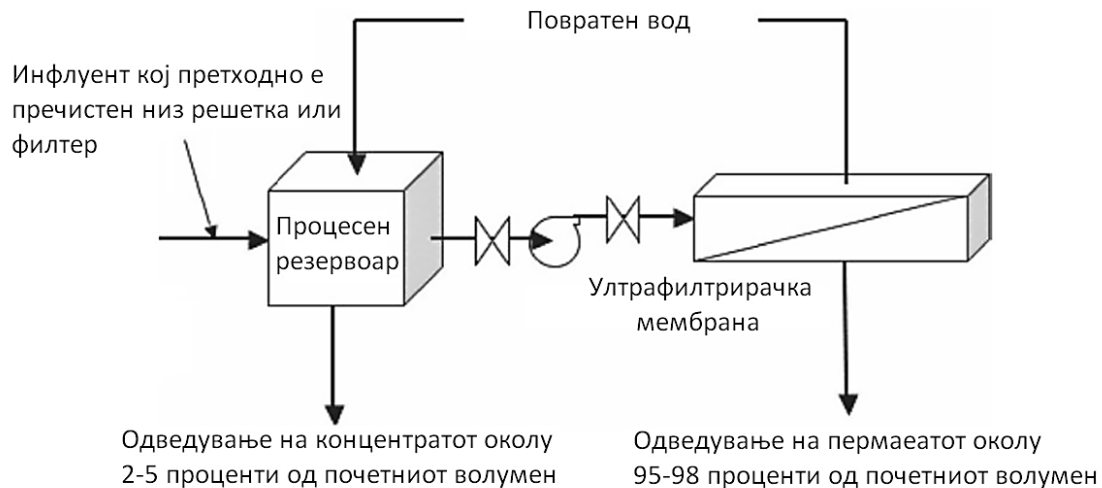 Повратен вод
Инфлуент кој претходно е
пречистен низ решетка или
филтер
Процесен
резервоар
Ултрафилтрирачка
мембрана
Одведување на концентратот околу
2-5 проценти од почетниот волумен
Одведување на пермаеатот околу
95-98 проценти од почетниот волумен